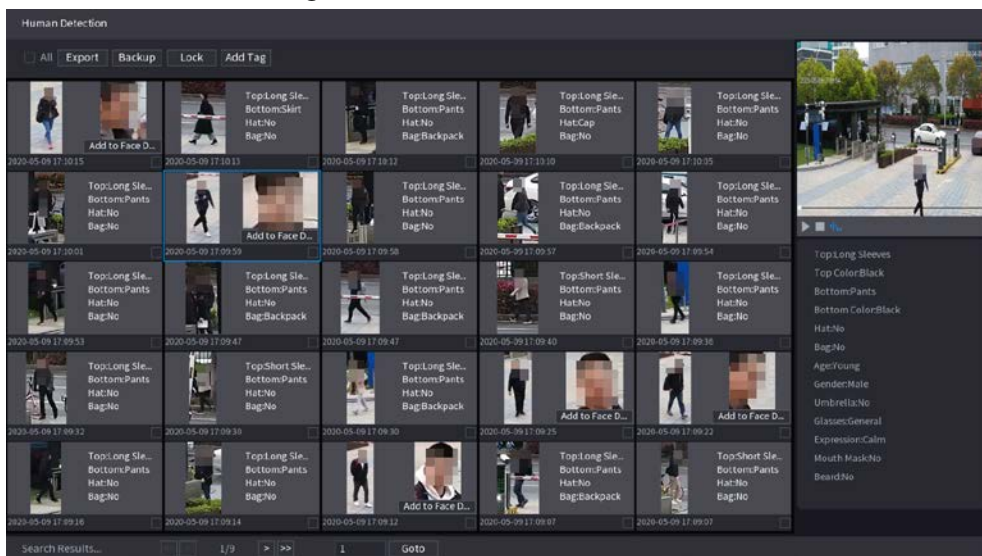 Human Detection
All Export Backup Lock Add Tag
Add to Face D...
2020-05-09 17:10:15
Top:Long Sle...
Bottom:Skirt
Hat:No
Bag:No
2020-05-09 17:10:13
Top:Long Sle...
Bottom:Pants
Hat:No
Bag:Backpack
2020-05-09 17:10:12
Top:Long Sle...
Bottom:Pants
Hat:Cap
Bag:No
2020-05-09 17:10:10
Top:Long Sle...
Bottom:Pants
Hat:No
Bag:No
Top:Long Sle...
Bottom:Pants
Hat:No
Bag:No
2020-05-09 17:10:01
Add to Face D...
2020-05-09 17:09:59
Top:Long Sle...
Bottom:Pants
Hat:No
Bag:No
2020-05-09 17:09:58
Top:Long Sle...
Bottom:Pants
Hat:No
Bag:Backpack
2020-05-09 17:09:57
Top:Long Sle...
Bottom:Pants
Hat:No
Bag:No
2020-05-09 17:09:54
Top:Long Sle...
Bottom:Pants
Hat:No
Bag:No
2020-05-09 17:09:53
Top:Long Sle...
Bottom:Pants
Hat:No
Bag:Backpack
2020-05-09 17:09:47
Top:Long Sle...
Bottom:Pants
Hat:No
Bag:Backpack
2020-05-09 17:09:47
Top:Short Sle...
Bottom:Pants
Hat:No
Bag:No
2020-05-09 17:09:40
Top:Long Sle...
Bottom:Pants
Hat:No
Bag:No
2020-05-09 17:09:36
Top:Long Sle...
Bottom:Pants
Hat:No
Bag:No
2020-05-09 17:09:32
Top:Short Sle...
Bottom:Pants
Hat:No
Bag:No
2020-05-09 17:09:30
Top:Long Sle...
Bottom:Pants
Hat:No
Bag:Backpack
2020-05-09 17:09:30
Add to Face D...
2020-05-09 17:09:25
Add to Face D...
2020-05-09 17:09:22
Top:Long Sle...
Bottom:Pants
Hat:No
Bag:No
2020-05-09 17:09:16
Top:Long Sle...
Bottom:Pants
Hat:No
Bag:No
2020-05-09 17:09:14
Add to Face D...
2020-05-09 17:09:12
Top:Long Sle...
Bottom:Pants
Hat:No
Bag:Backpack
2020-05-09 17:09:07
Top:Short Sle...
Bottom:Pants
Hat:No
Bag:No
2020-05-09 17:09:07
Top:Long Sleeves
Top Color:Black
Bottom:Pants
Bottom Color:Black
Hat:No
Bag:No
Age:Young
Gender:Male
Umbrella:No
Glasses:General
Expression:Calm
Mouth Mask:No
Beard:No
Search Results... 1/9 > >> 1 Goto